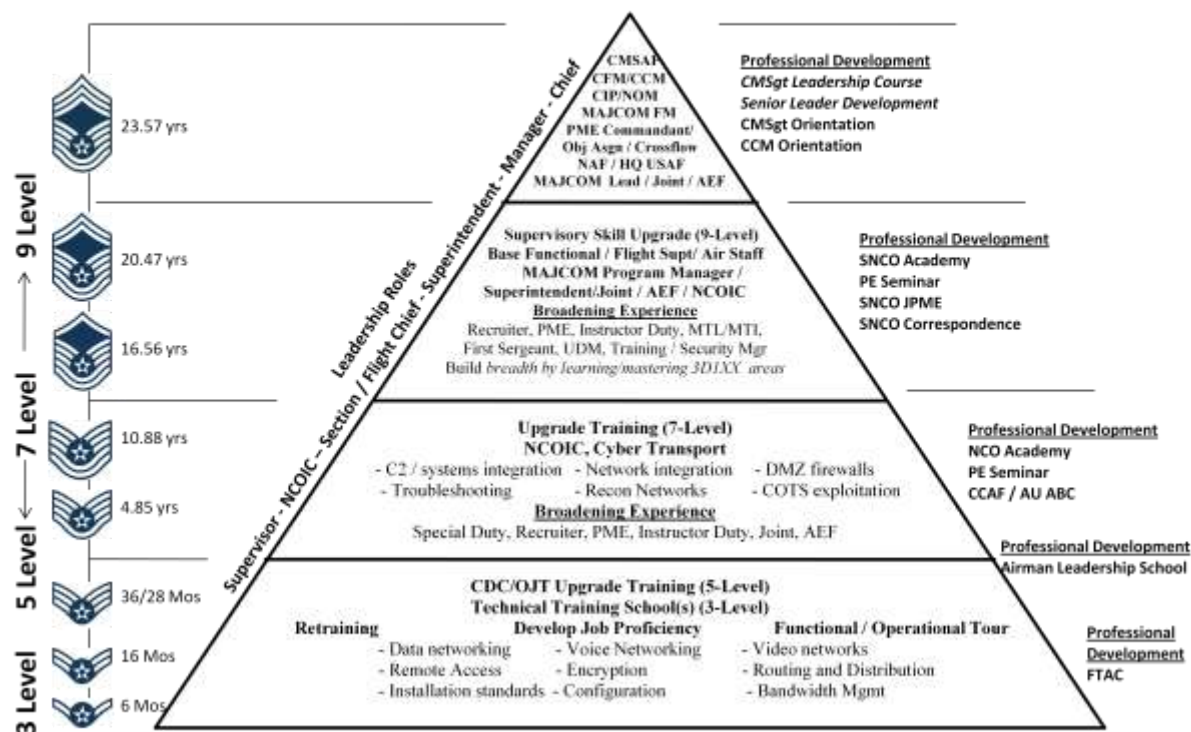 CMSAF
CFM/CCM
CIP/NOM
MAJCOM FM
PME Commandant/
Obj Asgn / Crossflow
NAF / HQ USAF
MAJCOM Lead / Joint / AEF
Professional Development
CMSgt Leadership Course
Senior Leader Development
CMSgt Orientation
CCM Orientation
23.57 yrs
9 Level
20.47 yrs
16.56 yrs
Leadership Roles
Supervisor - NCOIC – Section / Flight Chief - Superintendent - Manager - Chief
Supervisory Skill Upgrade (9-Level)
Base Functional / Flight Supt/ Air Staff
MAJCOM Program Manager /
Superintendent/Joint / AEF / NCOIC
Broadening Experience
Recruiter, PME, Instructor Duty, MTL/MTI,
First Sergeant, UDM, Training / Security Mgr
Build breadth by learning/mastering 3D1XX areas
Professional Development
SNCO Academy
PE Seminar
SNCO JPME
SNCO Correspondence
7 Level
10.88 yrs
4.85 yrs
Upgrade Training (7-Level)
NCOIC, Cyber Transport
- C2 / systems integration - Network integration - DMZ firewalls
- Troubleshooting - Recon Networks - COTS exploitation
Broadening Experience
Special Duty, Recruiter, PME, Instructor Duty, Joint, AEF
Professional Development
NCO Academy
PE Seminar
CCAF / AU ABC
Professional Development
Airman Leadership School
5 Level
36/28 Mos
16 Mos
3 Level
6 Mos
CDC/OJT Upgrade Training (5-Level)
Technical Training School(s) (3-Level)
Retraining Develop Job Proficiency Functional / Operational Tour
- Data networking - Voice Networking - Video networks
- Remote Access - Encryption - Routing and Distribution
- Installation standards - Configuration - Bandwidth Mgmt
Professional
Development
FTAC